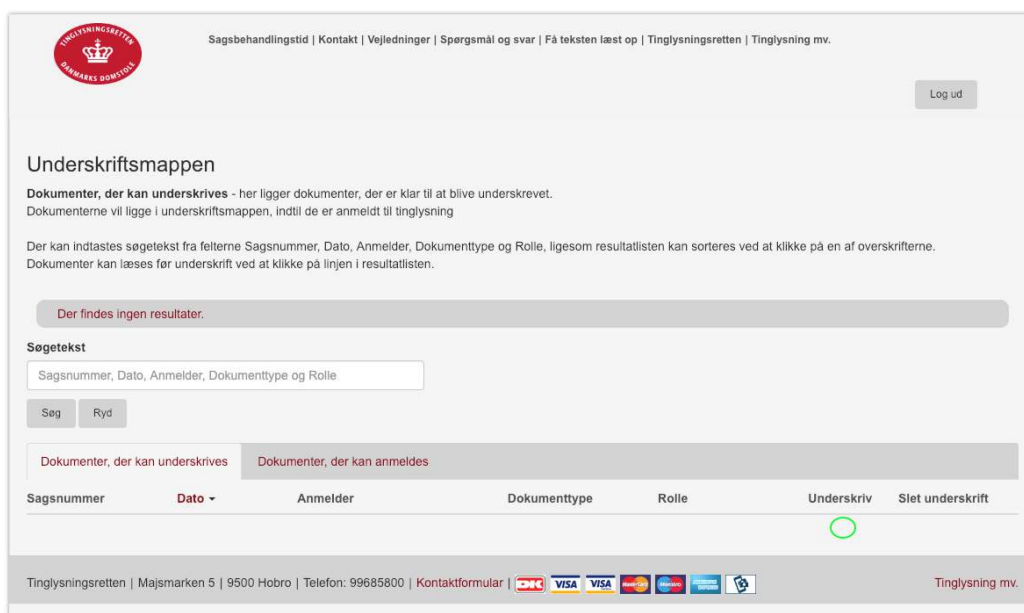 TINGLYSNINGSRETTEN
DANMARKS DOMSTOLE
Sagsbehandlingstid | Kontakt | Vejledninger | Spørgsmål og svar | Få teksten læst op | Tinglysningsretten | Tinglysning mv.
Log ud
Underskriftsmappen
Dokumenter, der kan underskrives - her ligger dokumenter, der er klar til at blive underskrevet.
Dokumenterne vil ligge i underskriftsmappen, indtil de er anmeldt til tinglysning
Der kan indtastes søgetekst fra felterne Sagsnummer, Dato, Anmelder, Dokumenttype og Rolle, ligesom resultatlisten kan sorteres ved at klikke på en af overskrifterne.
Dokumenter kan læses før underskrift ved at klikke på linjen i resultatlisten.
Der findes ingen resultater.
Søgetekst
Sagsnummer, Dato, Anmelder, Dokumenttype og Rolle
Søg Ryd
Dokumenter, der kan underskrives Dokumenter, der kan anmeldes
Sagsnummer Dato Anmelder Dokumenttype Rolle Underskriv Slet underskrift
Tinglysningsretten | Majsmarken 5 | 9500 Hobro | Telefon: 99685800 | Kontaktformular | DK VISA VISA MasterCard Maestro Tinglysning mv.